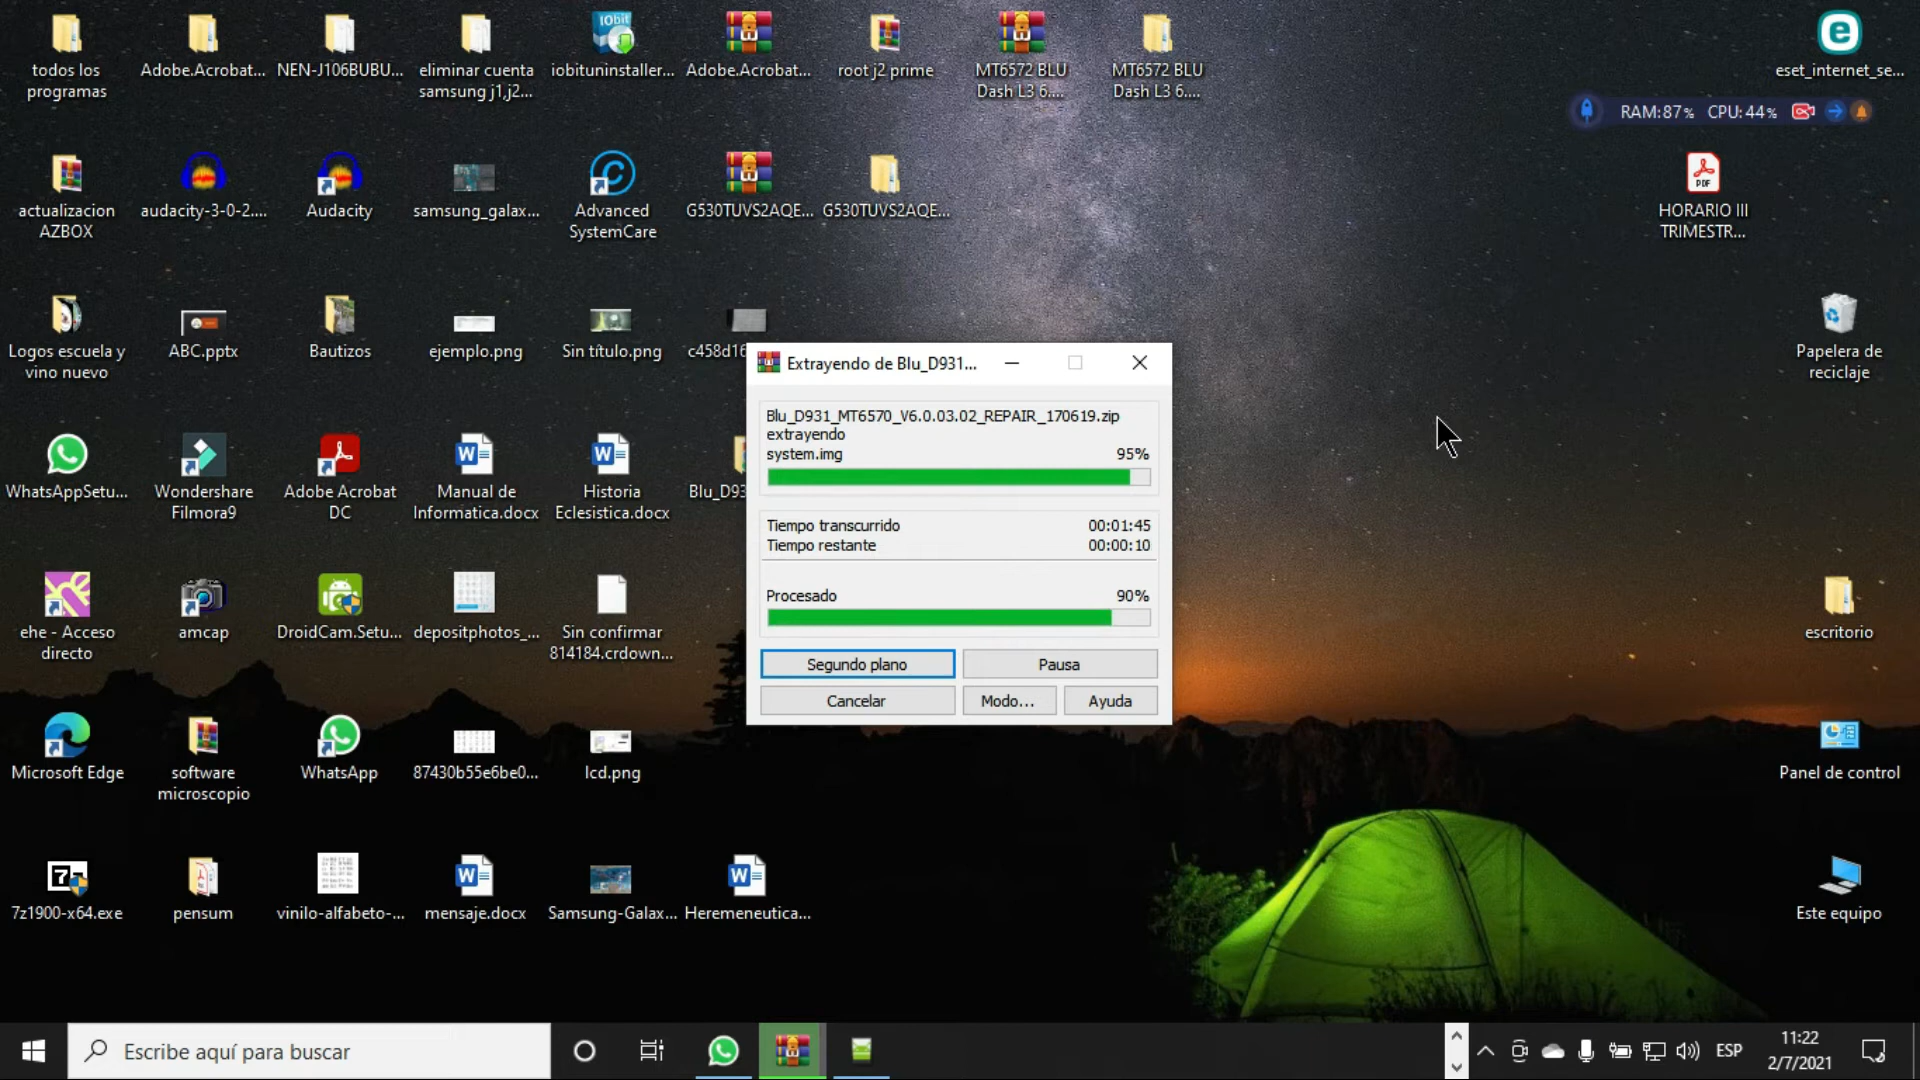 todos los
programas
Adobe.Acrobat...
NEN-J106BUBU...
eliminar cuenta
samsung j1,j2...
IObit
iobituninstaller...
Adobe.Acrobat...
root j2 prime
MT6572 BLU
Dash L3 6....
MT6572 BLU
Dash L3 6....
eset_internet_se...
RAM:87% CPU:44%
actualizacion
AZBOX
audacity-3-0-2....
Audacity
samsung_galax...
Advanced
SystemCare
G530TUVS2AQE...
G530TUVS2AQE...
PDF
HORARIO III
TRIMESTR...
Logos escuela y
vino nuevo
ABC.pptx
Bautizos
ejemplo.png
Sin título.png
c458d16
Papelera de
reciclaje
Extrayendo de Blu_D931...
Blu_D931_MT6570_V6.0.03.02_REPAIR_170619.zip
extrayendo
system.img 95%
Tiempo transcurrido 00:01:45
Tiempo restante 00:00:10
Procesado 90%
Segundo plano
Pausa
Cancelar
Modo...
Ayuda
WhatsAppSetu...
Wondershare
Filmora9
Adobe Acrobat
DC
Manual de
Informatica.docx
Historia
Eclesistica.docx
Blu_D93
ehe - Acceso
directo
amcap
DroidCam.Setu...
depositphotos_...
Sin confirmar
814184.crdown...
escritorio
Microsoft Edge
software
microscopio
WhatsApp
87430b55e6be0...
lcd.png
Panel de control
7z1900-x64.exe
pensum
vinilo-alfabeto-...
mensaje.docx
Samsung-Galax...
Heremeneutica...
Este equipo
Escribe aquí para buscar
ESP
11:22
2/7/2021